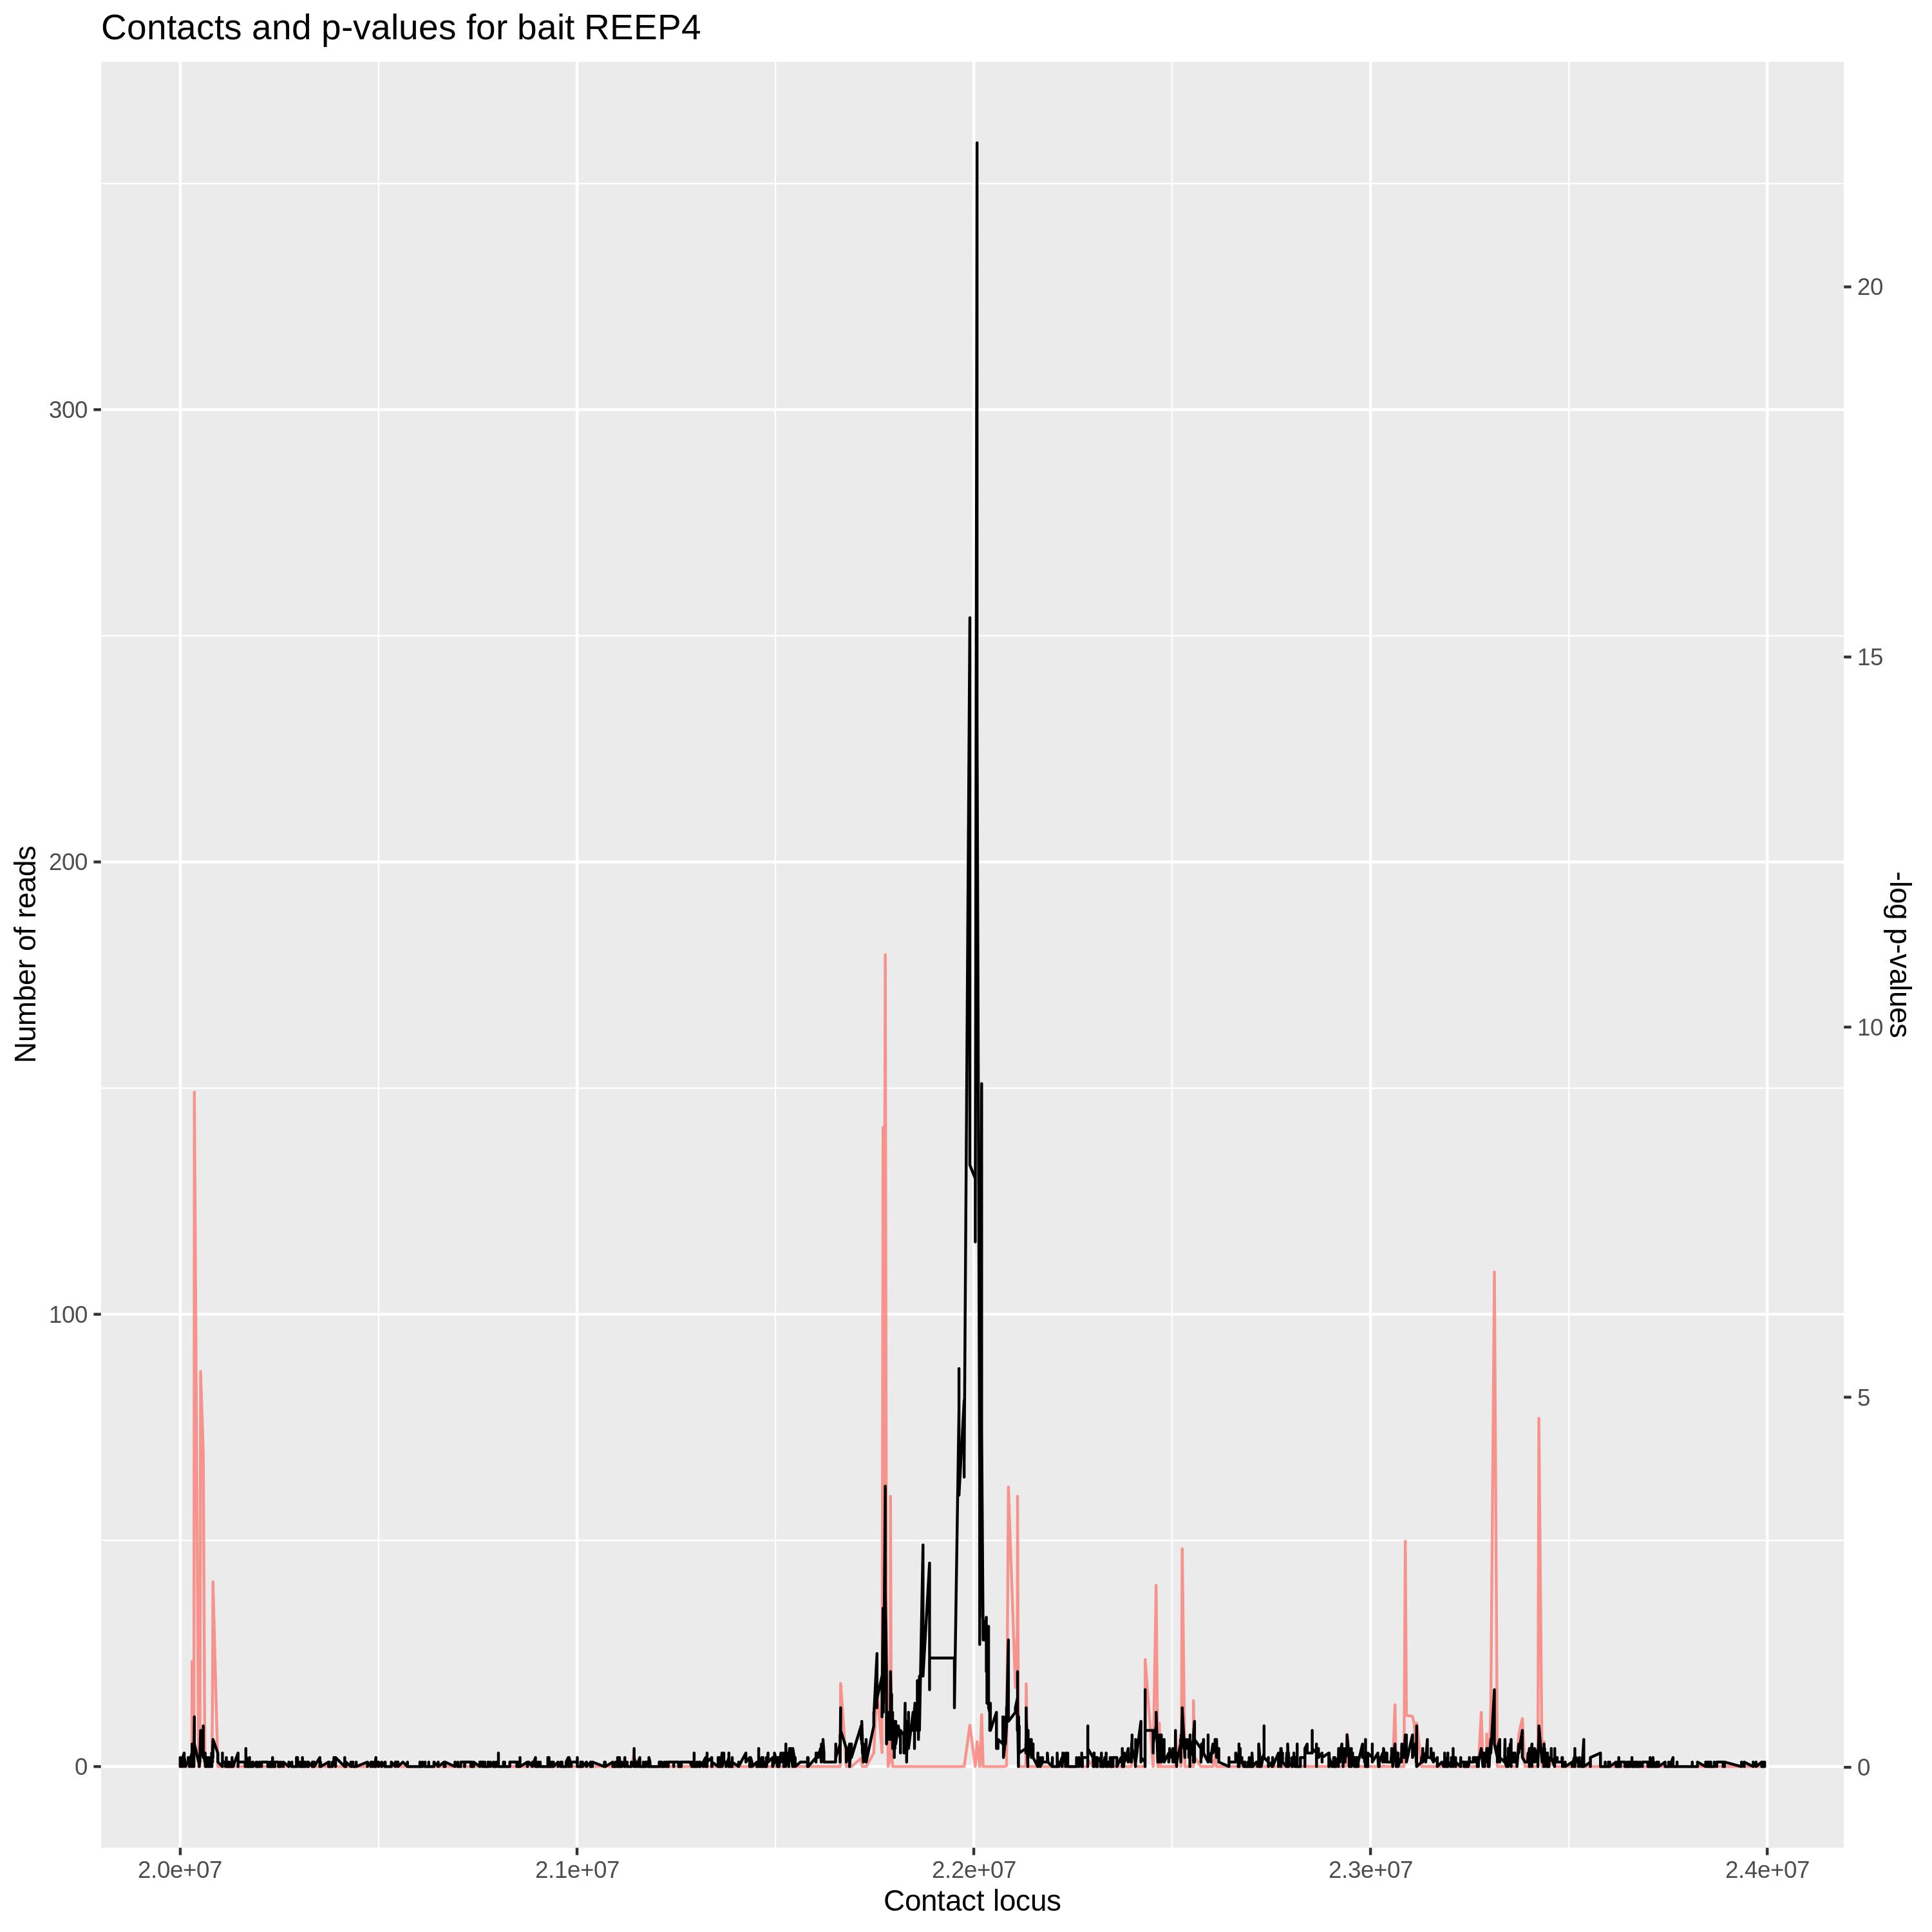 Contacts and p-values for bait REEP4
Number of reads
300
200
100
0
20
15
10
5
0
-log p-values
2.0e+07
2.1e+07
2.2e+07
2.3e+07
2.4e+07
Contact locus